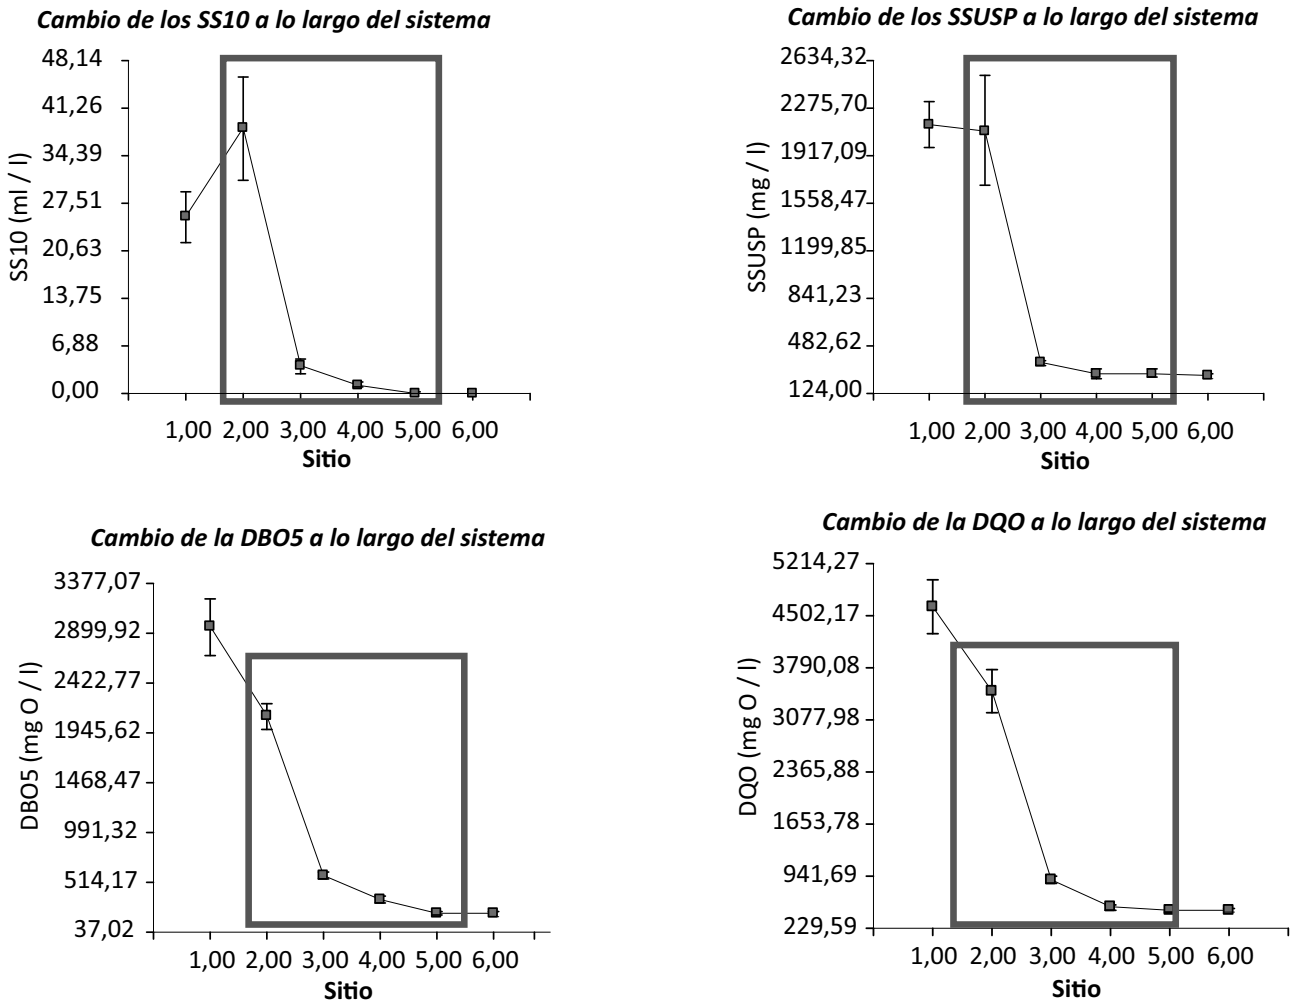 Cambio de los SS10 a lo largo del sistema
48,14
41,26
34,39
27,51
20,63
13,75
6,88
0,00
SS10 (ml / l)
1,00 2,00 3,00 4,00 5,00 6,00
Sitio
Cambio de los SSUSP a lo largo del sistema
2634,32
2275,70
1917,09
1558,47
1199,85
841,23
482,62
124,00
SSUSP (mg / l)
1,00 2,00 3,00 4,00 5,00 6,00
Sitio
Cambio de la DBO5 a lo largo del sistema
3377,07
2899,92
2422,77
1945,62
1468,47
991,32
514,17
37,02
DBO5 (mg O / l)
1,00 2,00 3,00 4,00 5,00 6,00
Sitio
Cambio de la DQO a lo largo del sistema
5214,27
4502,17
3790,08
3077,98
2365,88
1653,78
941,69
229,59
DQO (mg O / l)
1,00 2,00 3,00 4,00 5,00 6,00
Sitio